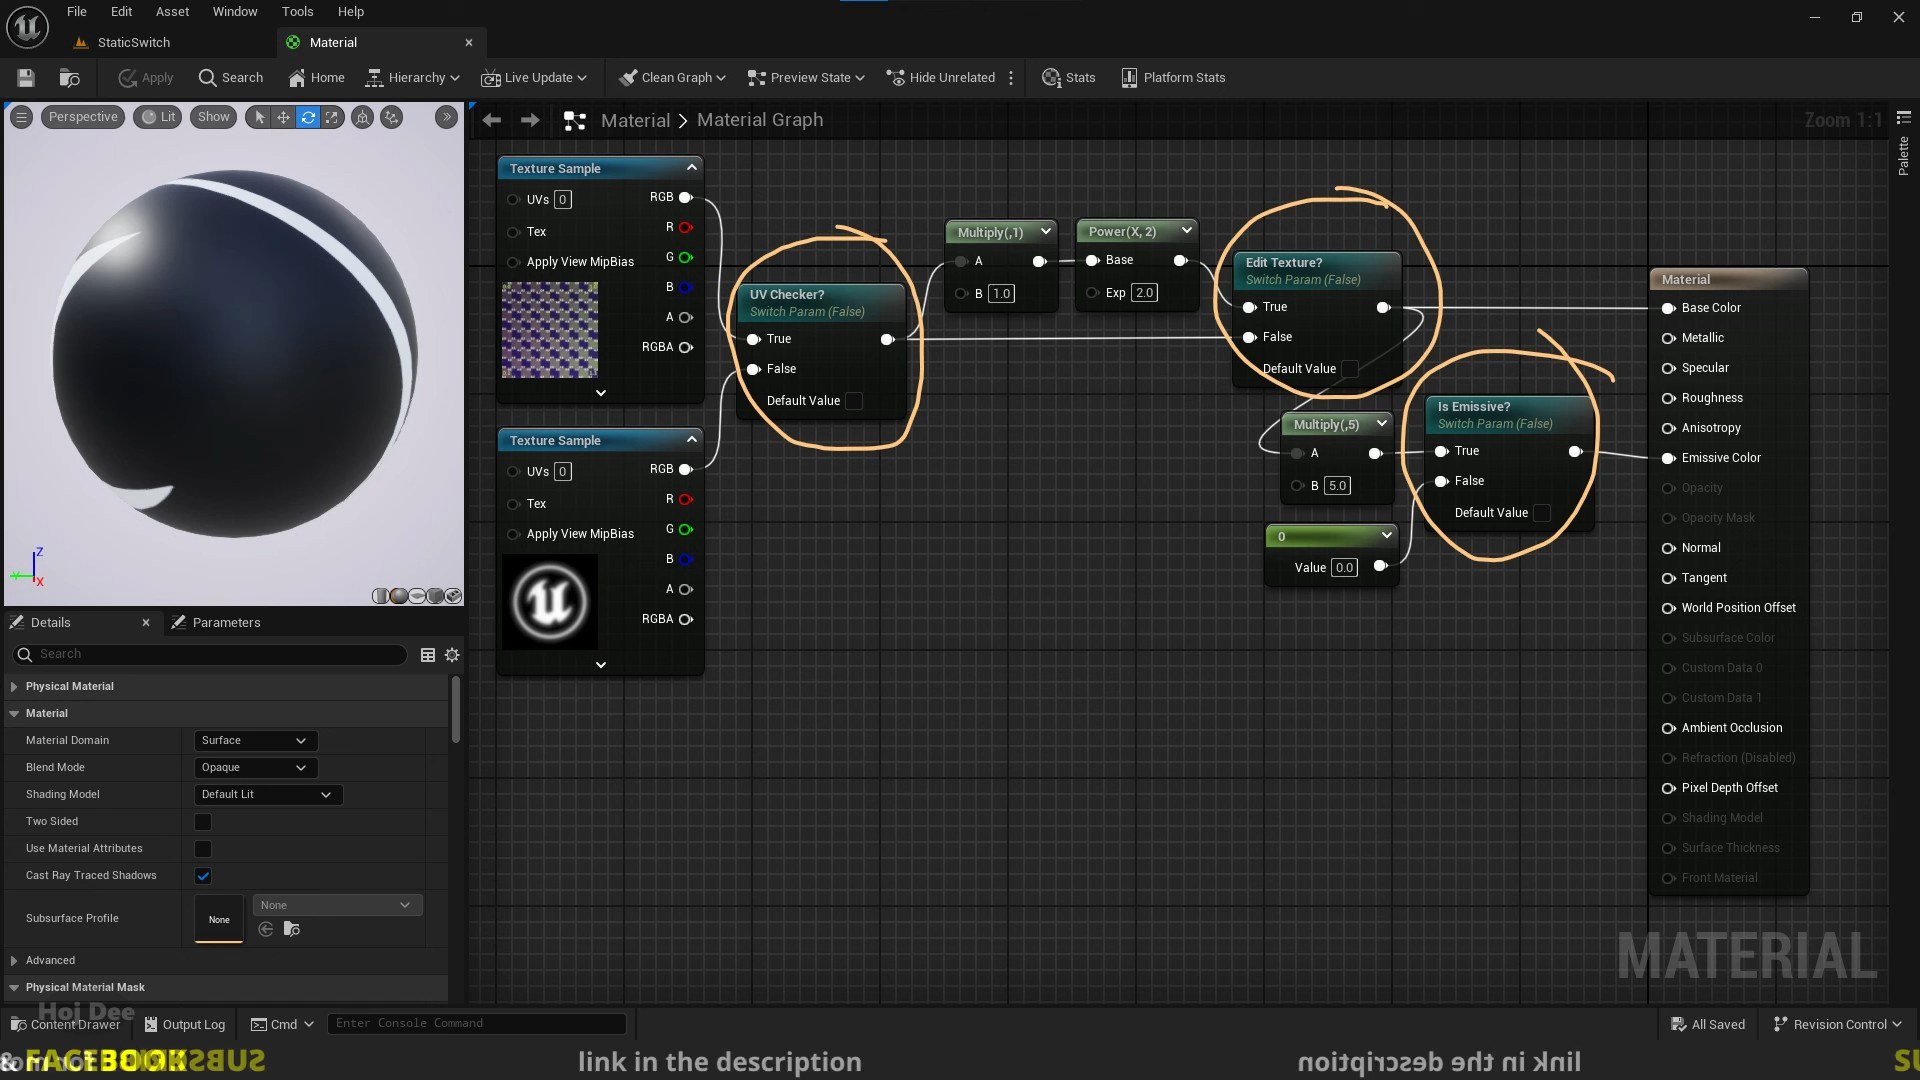 File Edit Asset Window Tools Help
StaticSwitch Material
Apply Search Home Hierarchy Live Update Clean Graph Preview State Hide Unrelated Stats Platform Stats
Perspective Lit Show
Material > Material Graph
Zoom 1:1
Palette
Texture Sample
UVs 0
Tex
Apply View MipBias
RGB
R
G
B
A
RGBA
Texture Sample
UVs 0
Tex
Apply View MipBias
RGB
R
G
B
A
RGBA
UV Checker?
Switch Param (False)
True
False
Default Value
Multiply(,1)
A
B 1.0
Power(X, 2)
Base
Exp 2.0
Edit Texture?
Switch Param (False)
True
False
Default Value
Multiply(,5)
A
B 5.0
0
Value 0.0
Is Emissive?
Switch Param (False)
True
False
Default Value
Material
Base Color
Metallic
Specular
Roughness
Anisotropy
Emissive Color
Opacity
Opacity Mask
Normal
Tangent
World Position Offset
Subsurface Color
Custom Data 0
Custom Data 1
Ambient Occlusion
Refraction (Disabled)
Pixel Depth Offset
Shading Model
Surface Thickness
Front Material
MATERIAL
Z
Y
X
Details Parameters
Search
Physical Material
Material
Material Domain Surface
Blend Mode Opaque
Shading Model Default Lit
Two Sided
Use Material Attributes
Cast Ray Traced Shadows
Subsurface Profile None None
Advanced
Physical Material Mask
Hoj Dee
Content Drawer Output Log Cmd Enter Console Command
All Saved Revision Control
link in the description
link in the description